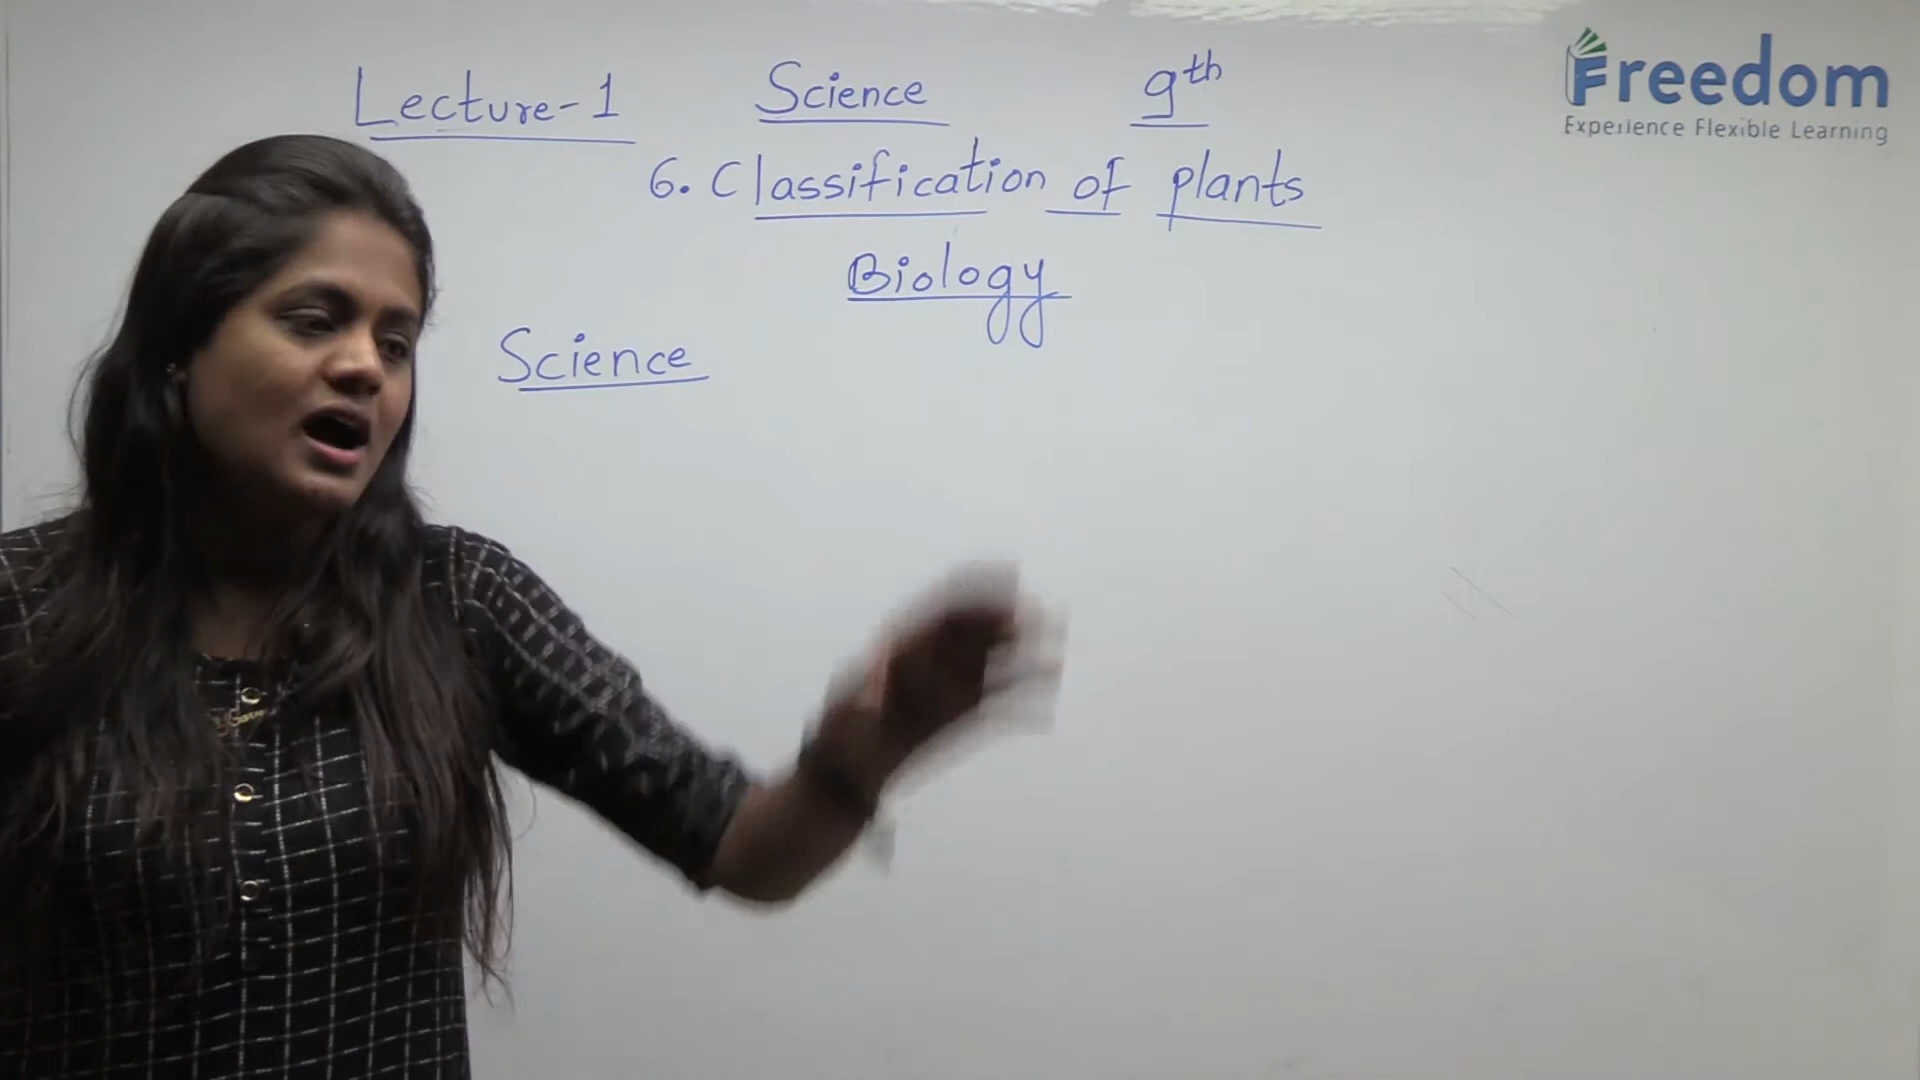 Lecture-1 Science 9th
Freedom
Experience Flexible Learning
6. Classification of plants
Biology
Science